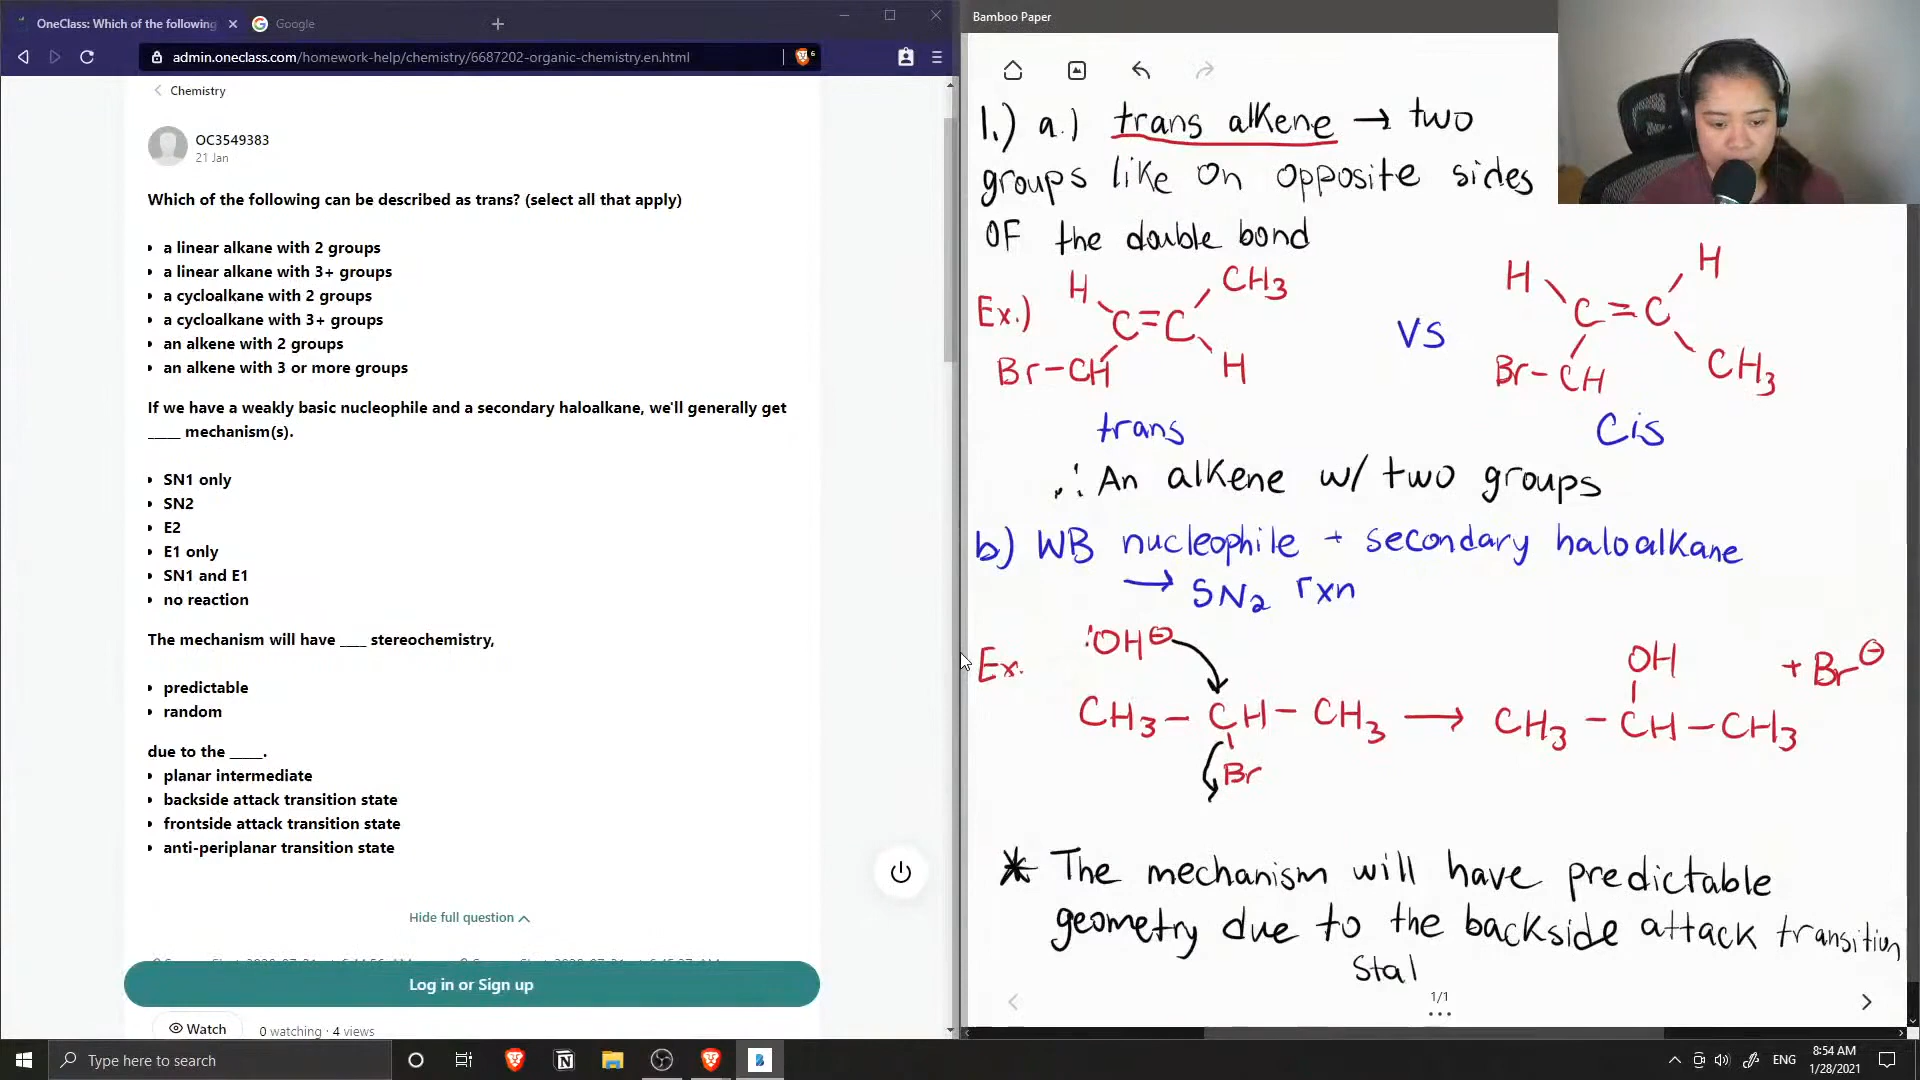 OneClass: Which of the following
Google
admin.oneclass.com/homework-help/chemistry/6687202-organic-chemistry.en.html
6
Chemistry
OC3549383
21 Jan
Which of the following can be described as trans? (select all that apply)
a linear alkane with 2 groups
a linear alkane with 3+ groups
a cycloalkane with 2 groups
a cycloalkane with 3+ groups
an alkene with 2 groups
an alkene with 3 or more groups
If we have a weakly basic nucleophile and a secondary haloalkane, we'll generally get
_____ mechanism(s).
SN1 only
SN2
E2
E1 only
SN1 and E1
no reaction
The mechanism will have ____ stereochemistry,
predictable
random
due to the _____.
planar intermediate
backside attack transition state
frontside attack transition state
anti-periplanar transition state
Hide full question
Log in or Sign up
Watch
0 watching · 4 views
Bamboo Paper
1.) a.) trans alkene → two
groups like on opposite sides
OF the double bond
Ex.)
H CH3
C=C
Br-CH H
trans
VS
H H
C=C
Br-CH CH3
Cis
∴ An alkene w/ two groups
b) WB nucleophile + secondary haloalkane
→ SN2 rxn
Ex.
:OH⊖
CH3 - CH - CH3 → CH3 - CH - CH3
Br
OH
+ Br⊖
* The mechanism will have predictable
geometry due to the backside attack transition
Stal
1/1
Type here to search
ENG
8:54 AM
1/28/2021